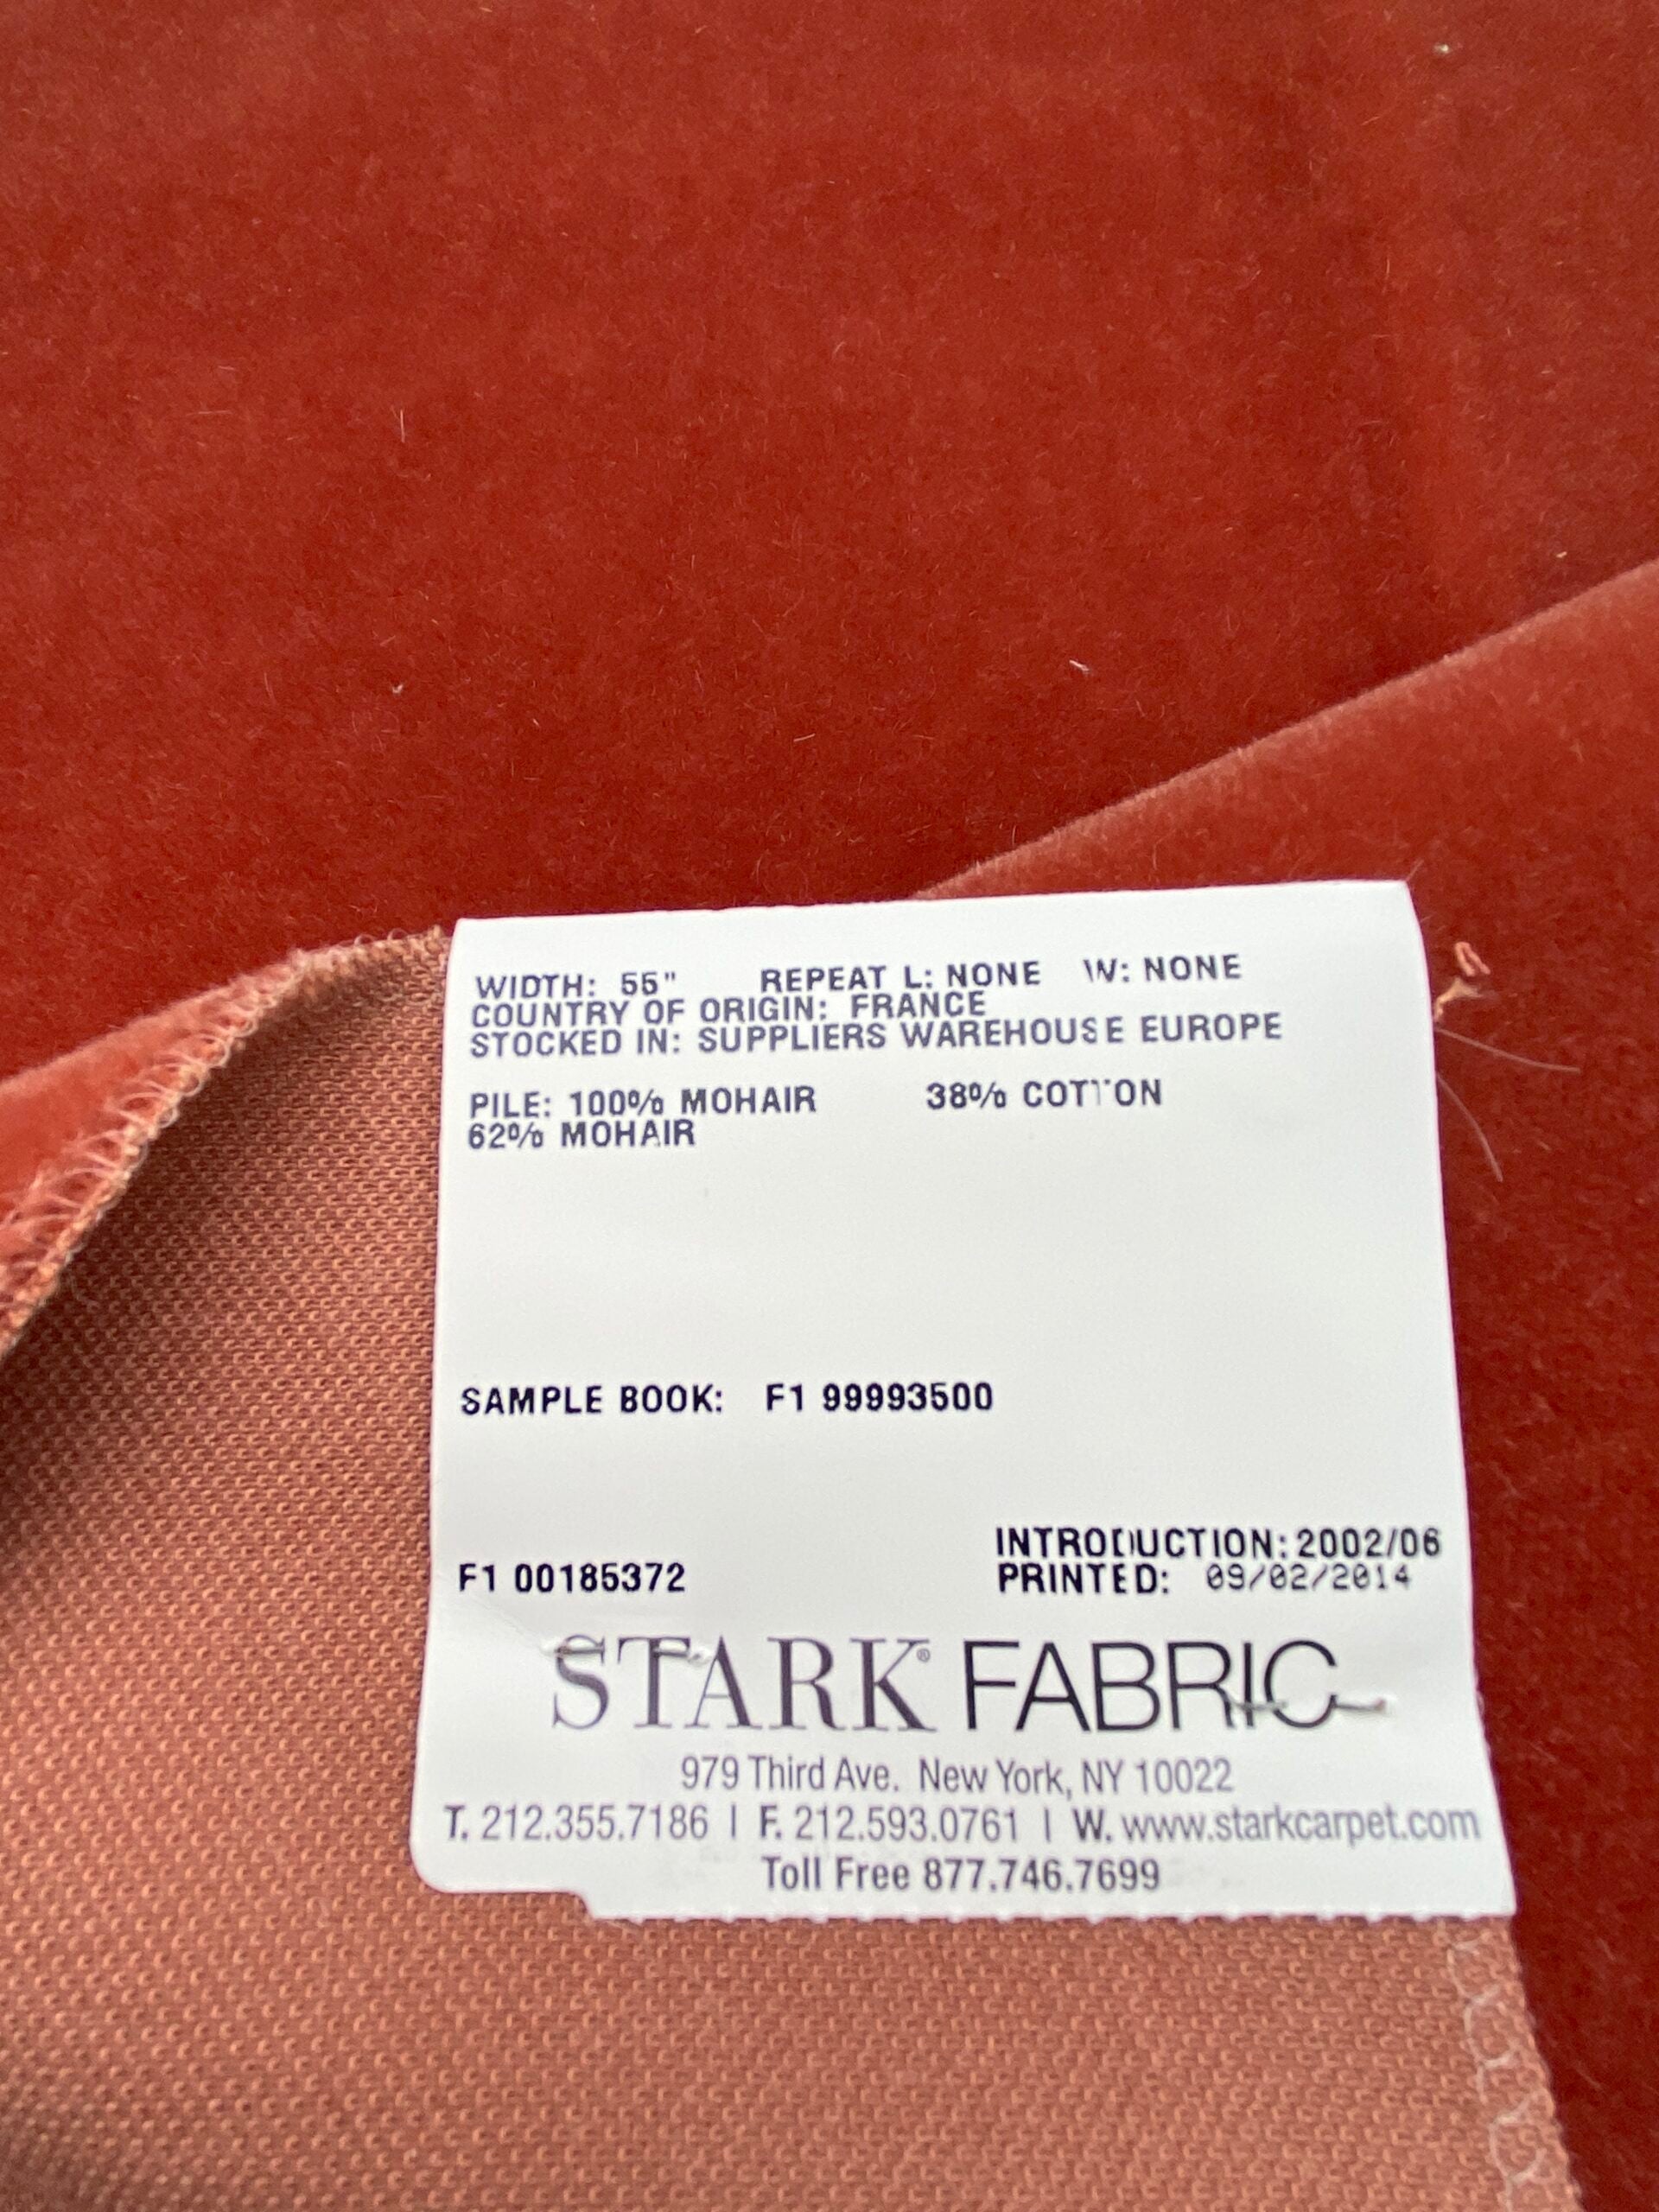 WIDTH: 55" REPEAT L: NONE W: NONE
COUNTRY OF ORIGIN: FRANCE
STOCKED IN: SUPPLIERS WAREHOUSE EUROPE
PILE: 100% MOHAIR 38% COTTON
62% MOHAIR
SAMPLE BOOK: F1 99993500
INTRODUCTION: 2002/06
F1 00185372 PRINTED: 09/02/2014
STARK® FABRIC
979 Third Ave. New York, NY 10022
T. 212.355.7186 | F. 212.593.0761 | W. www.starkcarpet.com
Toll Free 877.746.7699